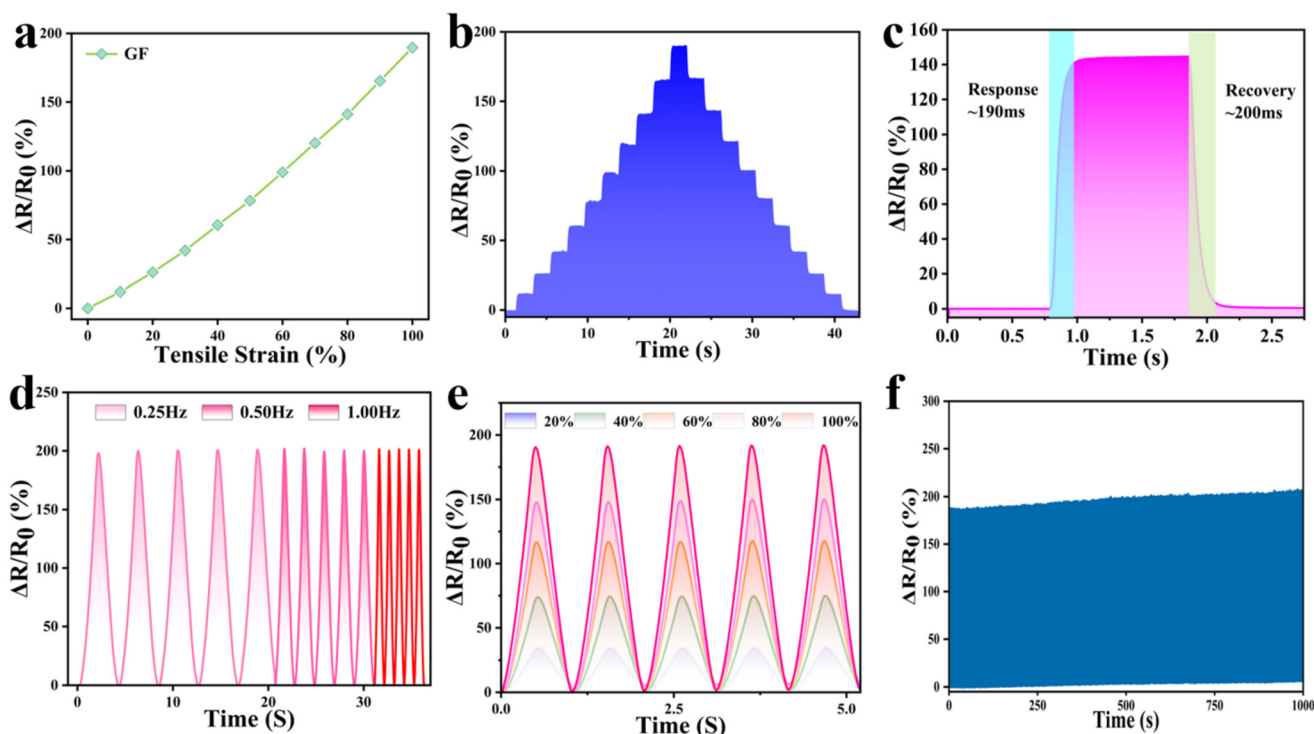 a
200
150
100
50
0
ΔR/R0 (%)
GF
0 20 40 60 80 100
Tensile Strain (%)
b
200
150
100
50
0
ΔR/R0 (%)
0 10 20 30 40
Time (s)
c
160
140
120
100
80
60
40
20
0
ΔR/R0 (%)
Response
~190ms
Recovery
~200ms
0.0 0.5 1.0 1.5 2.0 2.5
Time (s)
d
250
200
150
100
50
0
ΔR/R0 (%)
0.25Hz 0.50Hz 1.00Hz
0 10 20 30
Time (S)
e
200
150
100
50
0
ΔR/R0 (%)
20% 40% 60% 80% 100%
0.0 2.5 5.0
Time (S)
f
300
250
200
150
100
50
0
ΔR/R0 (%)
0 250 500 750 1000
Time (s)